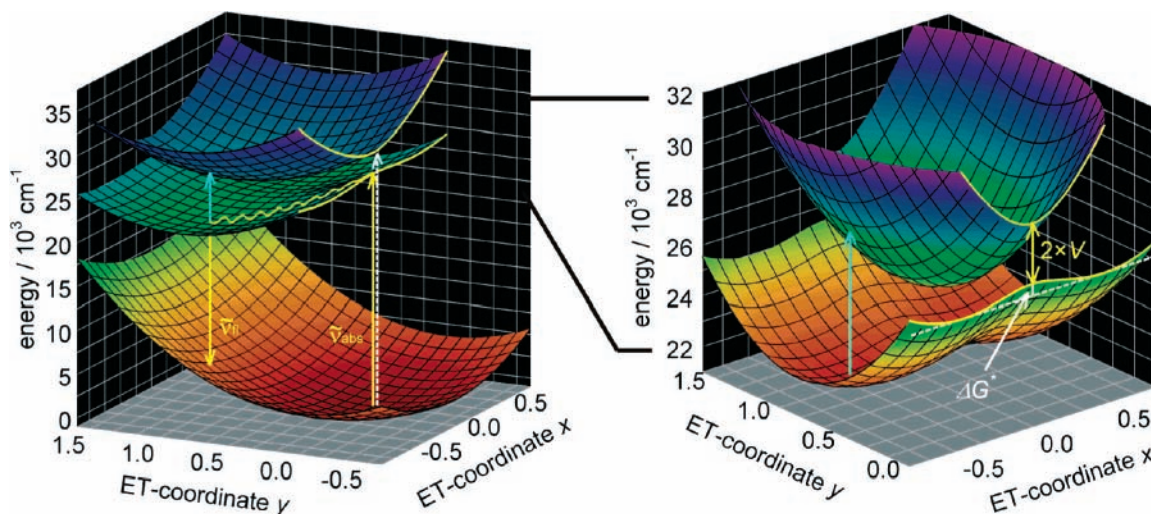 35
30
25
20
15
10
5
0
energy / 10³ cm⁻¹
1.5
1.0
0.5
0.0
-0.5
ET-coordinate y
-0.5
0.0
0.5
ET-coordinate x
ṽfl
ṽabs
32
30
28
26
24
22
energy / 10³ cm⁻¹
1.5
1.0
0.5
0.0
ET-coordinate y
-0.5
0.0
0.5
ET-coordinate x
2×V
ΔG*